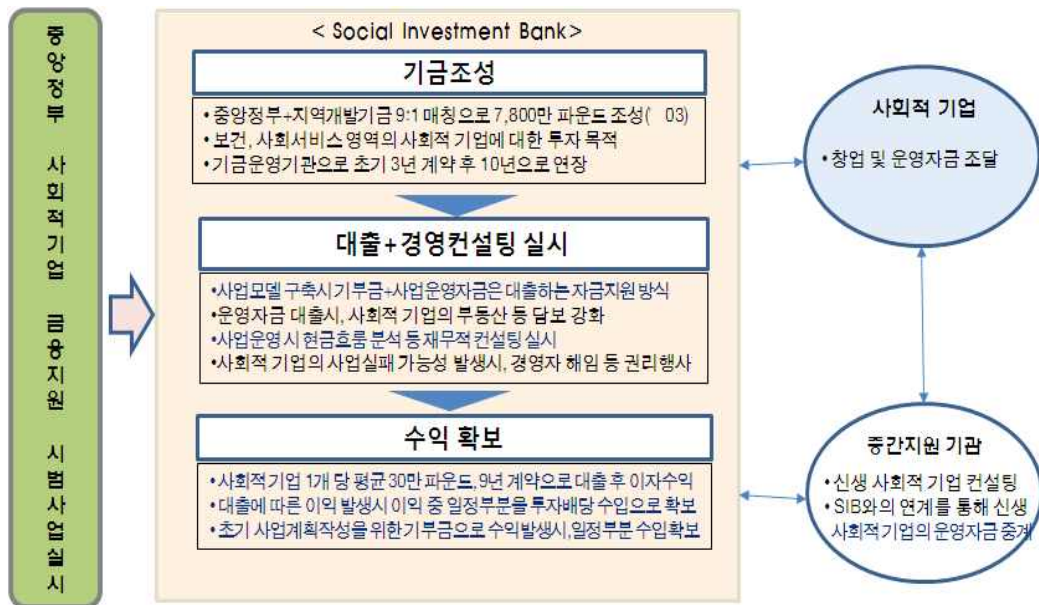 중앙정부 사회적기업 금융지원 시범사업실시
< Social Investment Bank>
기금조성
• 중앙정부+지역개발기금 9:1 매칭으로 7,800만 파운드 조성( 03)
• 보건, 사회서비스 영역의 사회적 기업에 대한 투자 목적
• 기금운영기관으로 초기 3년 계약 후 10년으로 연장
대출+경영컨설팅 실시
•사업모델 구축시 기부금+사업운영자금은 대출하는 자금지원 방식
•운영자금 대출시, 사회적 기업의 부동산 등 담보 강화
•사업운영 시 현금흐름 분석 등 재무적 컨설팅 실시
•사회적 기업의 사업실패 가능성 발생시, 경영자 해임 등 권리행사
수익 확보
•사회적기업 1개 당 평균 30만 파운드, 9년 계약으로 대출 후 이자수익
•대출에 따른 이익 발생시 이익 중 일정부분을 투자배당 수입으로 확보
•초기 사업계획작성을 위한 기부금으로 수익발생시,일정부분 수입확보
사회적 기업
• 창업 및 운영자금 조달
중간지원 기관
•신생 사회적 기업 컨설팅
•SIB와의 연계를 통해 신생
사회적기업의 운영자금 중계